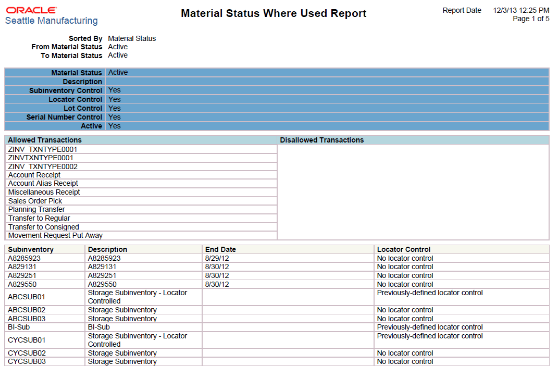 ORACLE
Seattle Manufacturing
Material Status Where Used Report
Report Date 12/3/13 12:25 PM
Page 1 of 5
Sorted By Material Status
From Material Status Active
To Material Status Active
Material Status Active
Description
Subinventory Control Yes
Locator Control Yes
Lot Control Yes
Serial Number Control Yes
Active Yes
Allowed Transactions Disallowed Transactions
ZINV_TXNTYPE0001
ZINVTXNTYPE0001
ZINV_TXNTYPE0002
Account Receipt
Account Alias Receipt
Miscellaneous Receipt
Sales Order Pick
Planning Transfer
Transfer to Regular
Transfer to Consigned
Movement Request Put Away
Subinventory Description End Date Locator Control
A8285923 A8285923 8/29/12 No locator control
A829131 A829131 8/30/12 No locator control
A829251 A829251 8/30/12 No locator control
A829550 A829550 8/30/12 No locator control
ABCSUB01 Storage Subinventory - Locator Controlled Previously-defined locator control
ABCSUB02 Storage Subinventory No locator control
ABCSUB03 Storage Subinventory No locator control
BI-Sub BI-Sub Previously-defined locator control
CYCSUB01 Storage Subinventory - Locator Controlled Previously-defined locator control
CYCSUB02 Storage Subinventory No locator control
CYCSUB03 Storage Subinventory No locator control